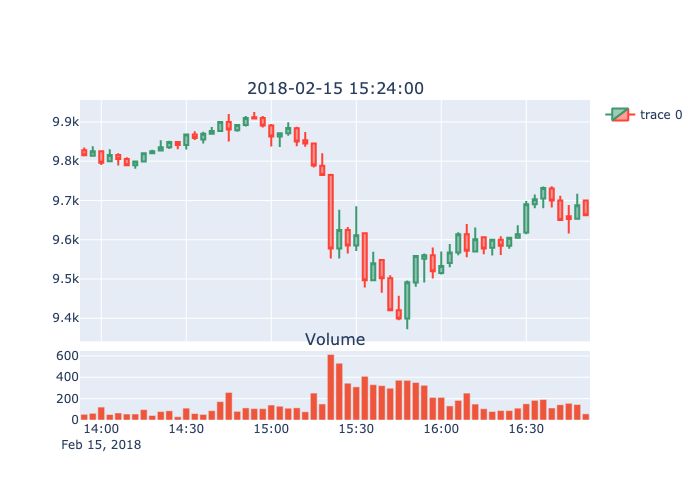 2018-02-15 15:24:00
trace 0
9.9k
9.8k
9.7k
9.6k
9.5k
9.4k
Volume
600
400
200
0
14:00 14:30 15:00 15:30 16:00 16:30
Feb 15, 2018